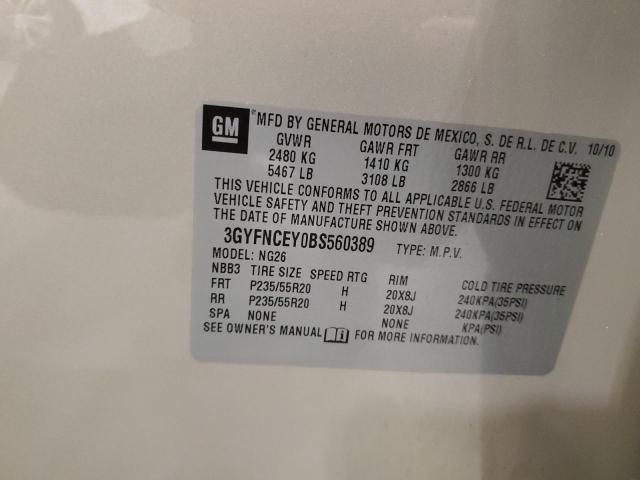 GM ® MFD BY GENERAL MOTORS DE MEXICO, S. DE R.L. DE C.V. 10/10
GVWR GAWR FRT GAWR RR
2480 KG 1410 KG 1300 KG
5467 LB 3108 LB 2866 LB
THIS VEHICLE CONFORMS TO ALL APPLICABLE U.S. FEDERAL MOTOR
VEHICLE SAFETY AND THEFT PREVENTION STANDARDS IN EFFECT ON
THE DATE OF MANUFACTURE SHOWN ABOVE.
3GYFNCEY0BS560389 TYPE: M.P.V.
MODEL: NG26
NBB3 TIRE SIZE SPEED RTG RIM COLD TIRE PRESSURE
FRT P235/55R20 H 20X8J 240KPA(35PSI)
RR P235/55R20 H 20X8J 240KPA(35PSI)
SPA NONE NONE KPA(PSI)
SEE OWNER'S MANUAL FOR MORE INFORMATION.